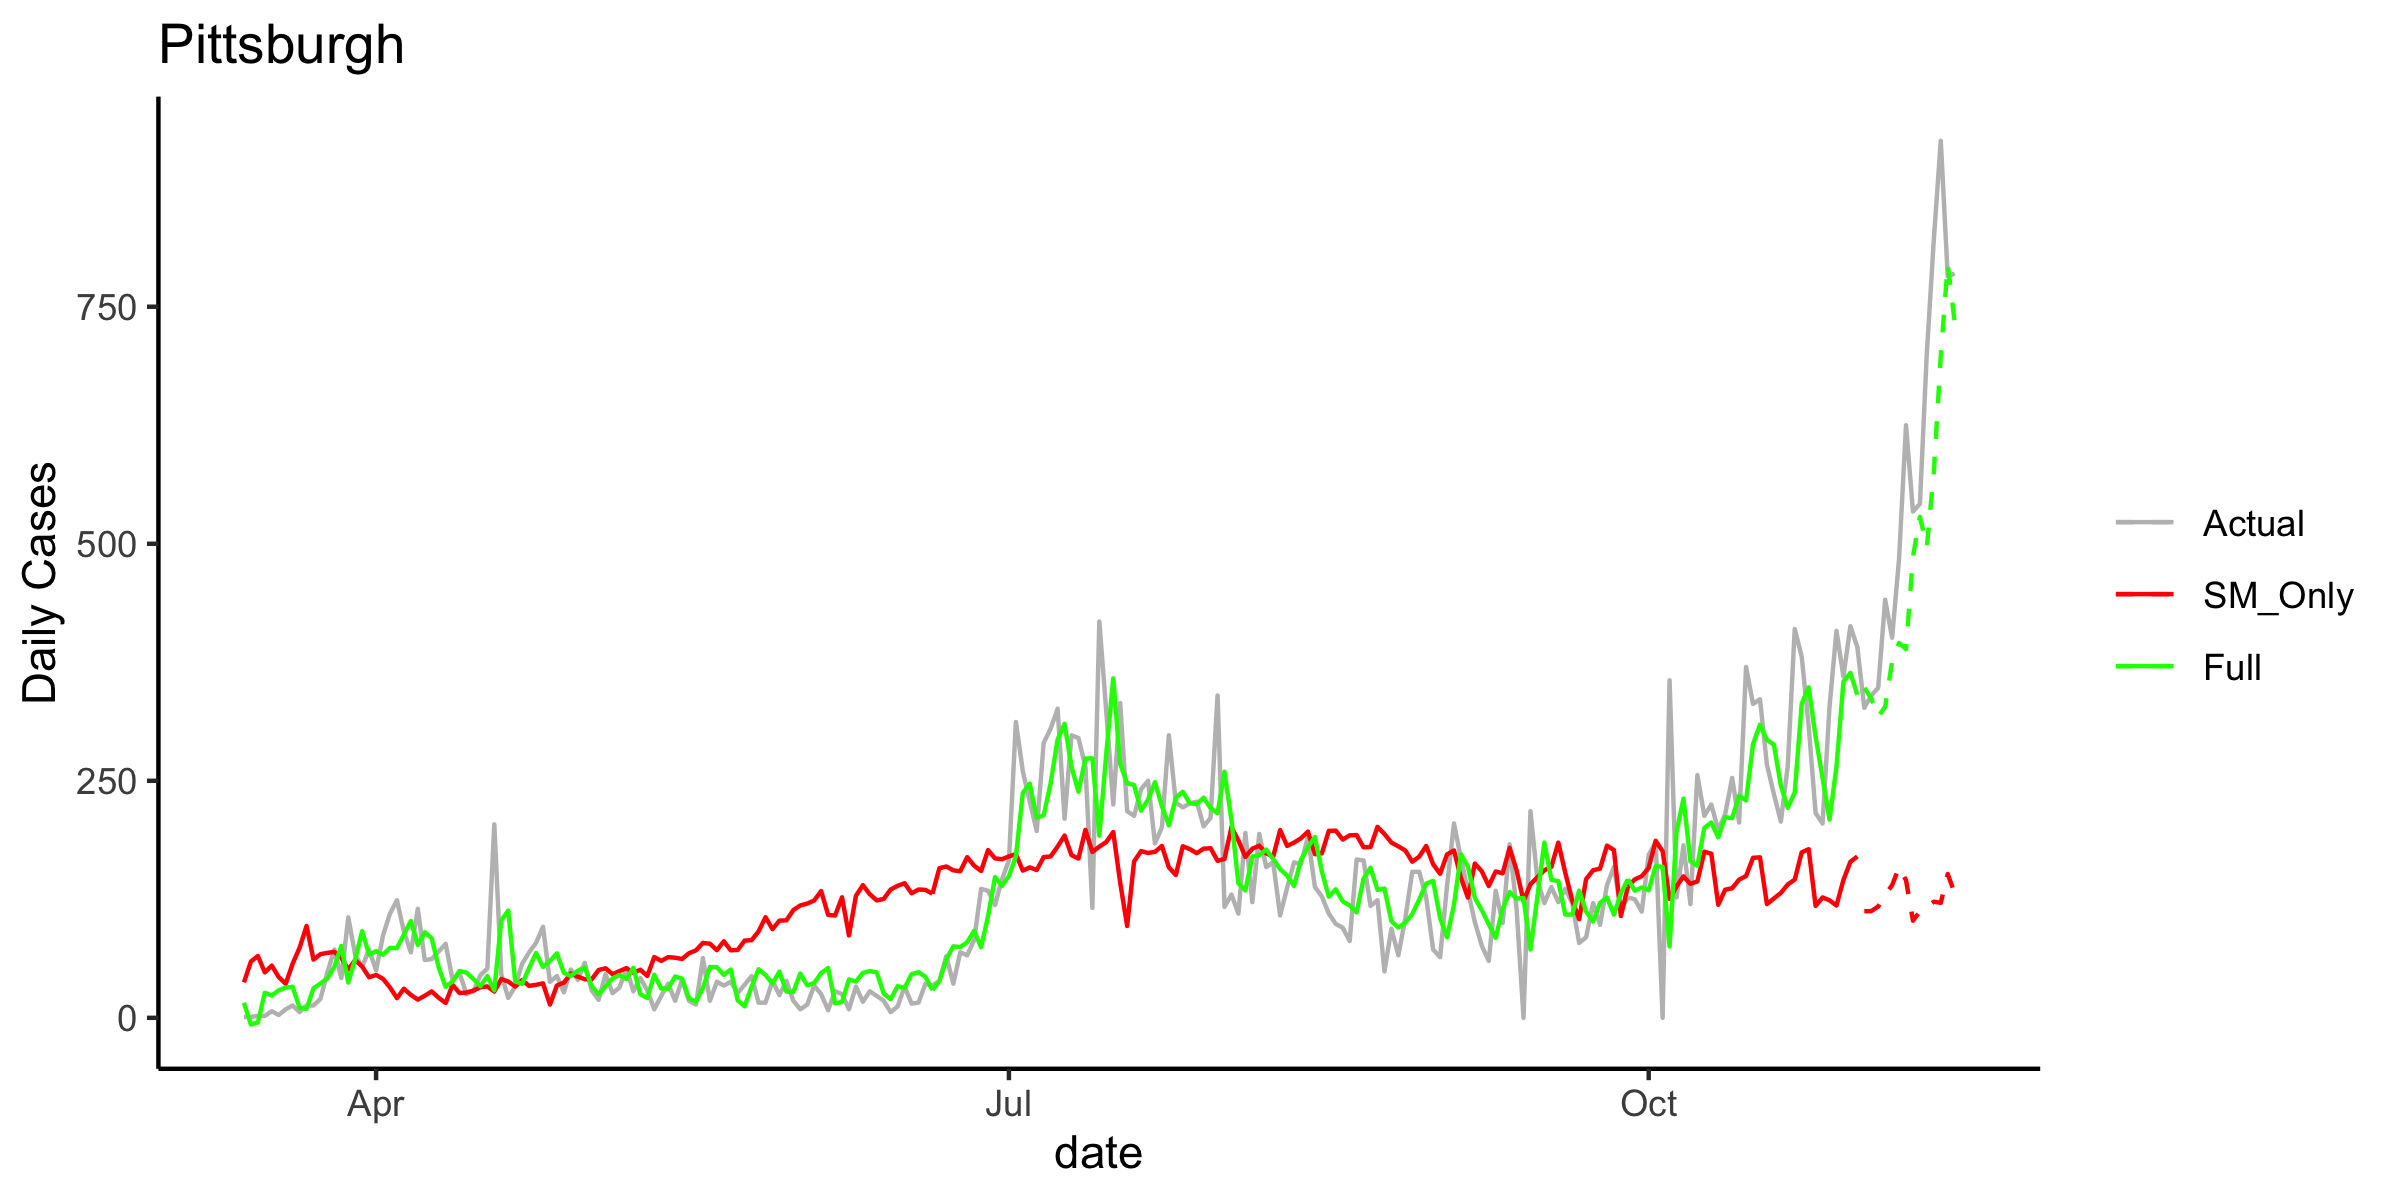 Pittsburgh
Daily Cases
750
500
250
0
Apr
Jul
Oct
date
Actual
SM_Only
Full